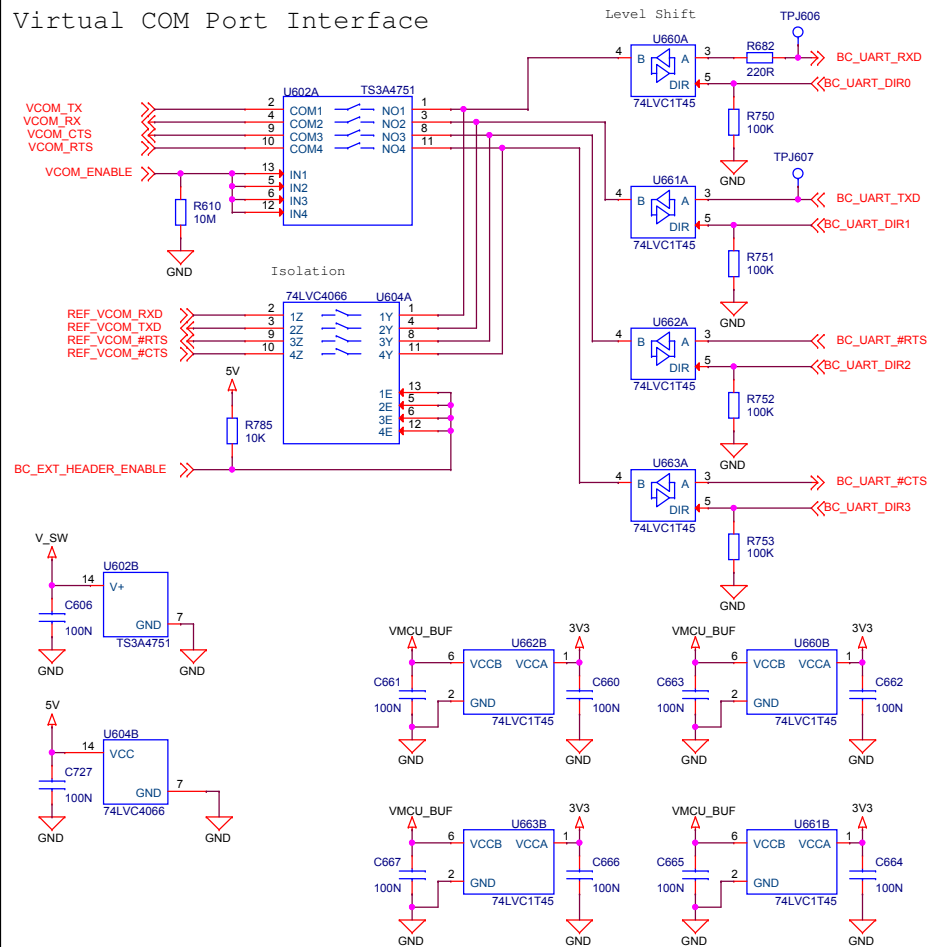 Virtual COM Port Interface
Level Shift
TPJ606
U660A
4 B A 3
R682
220R
BC_UART_RXD
DIR 5
BC_UART_DIR0
74LVC1T45
R750
100K
GND
U602A TS3A4751
VCOM_TX 2 COM1 NO1 1
VCOM_RX 4 COM2 NO2 3
VCOM_CTS 9 COM3 NO3 8
VCOM_RTS 10 COM4 NO4 11
VCOM_ENABLE 13 IN1
5 IN2
6 IN3
12 IN4
R610
10M
GND
TPJ607
U661A
4 B A 3 BC_UART_TXD
DIR 5 BC_UART_DIR1
74LVC1T45
R751
100K
GND
Isolation
74LVC4066 U604A
REF_VCOM_RXD 2 1Z 1Y 1
REF_VCOM_TXD 3 2Z 2Y 4
REF_VCOM_#RTS 9 3Z 3Y 8
REF_VCOM_#CTS 10 4Z 4Y 11
1E 13
2E 5
3E 6
4E 12
5V
R785
10K
BC_EXT_HEADER_ENABLE
U662A
4 B A 3 BC_UART_#RTS
DIR 5 BC_UART_DIR2
74LVC1T45
R752
100K
GND
U663A
4 B A 3 BC_UART_#CTS
DIR 5 BC_UART_DIR3
74LVC1T45
R753
100K
GND
V_SW
U602B
14 V+
C606
100N
GND 7
TS3A4751
GND
GND
5V
U604B
14 VCC
C727
100N
GND 7
74LVC4066
GND
GND
VMCU_BUF
U662B
3V3
6 VCCB VCCA 1
C661
100N
2 GND
C660
100N
74LVC1T45
GND
GND
VMCU_BUF
U660B
3V3
6 VCCB VCCA 1
C663
100N
2 GND
C662
100N
74LVC1T45
GND
GND
VMCU_BUF
U663B
3V3
6 VCCB VCCA 1
C667
100N
2 GND
C666
100N
74LVC1T45
GND
GND
VMCU_BUF
U661B
3V3
6 VCCB VCCA 1
C665
100N
2 GND
C664
100N
74LVC1T45
GND
GND